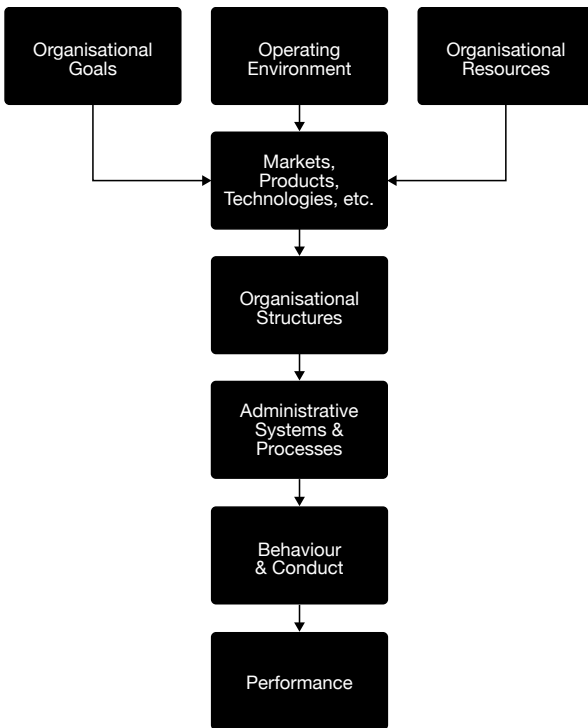 Organisational
Goals
Operating
Environment
Organisational
Resources
Markets,
Products,
Technologies, etc.
Organisational
Structures
Administrative
Systems &
Processes
Behaviour
& Conduct
Performance